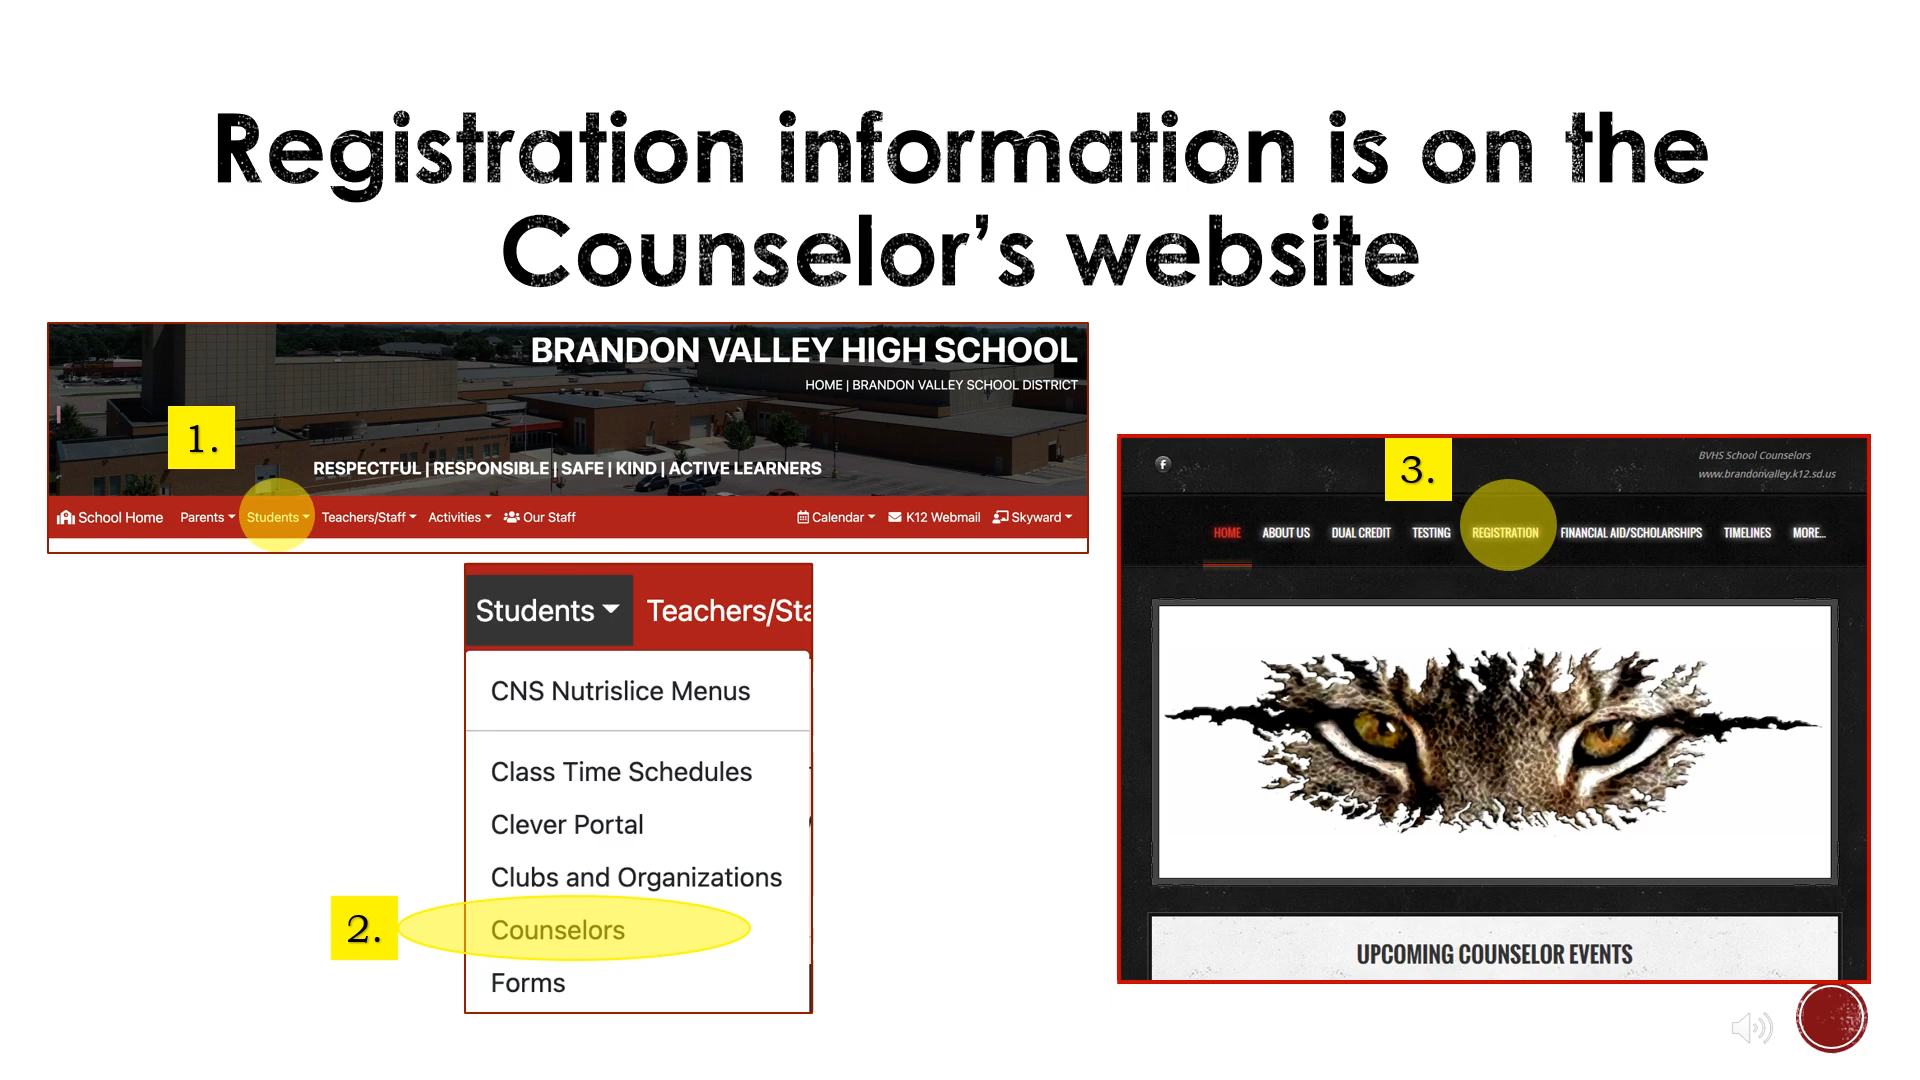 Registration information is on the
Counselor's website
BRANDON VALLEY HIGH SCHOOL
HOME | BRANDON VALLEY SCHOOL DISTRICT
1.
RESPECTFUL | RESPONSIBLE | SAFE | KIND | ACTIVE LEARNERS
School Home Parents Students Teachers/Staff Activities Our Staff Calendar K12 Webmail Skyward
Students Teachers/Sta
CNS Nutrislice Menus
Class Time Schedules
Clever Portal
Clubs and Organizations
2.
Counselors
Forms
3.
BVHS School Counselors
www.brandonvalley.k12.sd.us
HOME ABOUT US DUAL CREDIT TESTING REGISTRATION FINANCIAL AID/SCHOLARSHIPS TIMELINES MORE...
UPCOMING COUNSELOR EVENTS